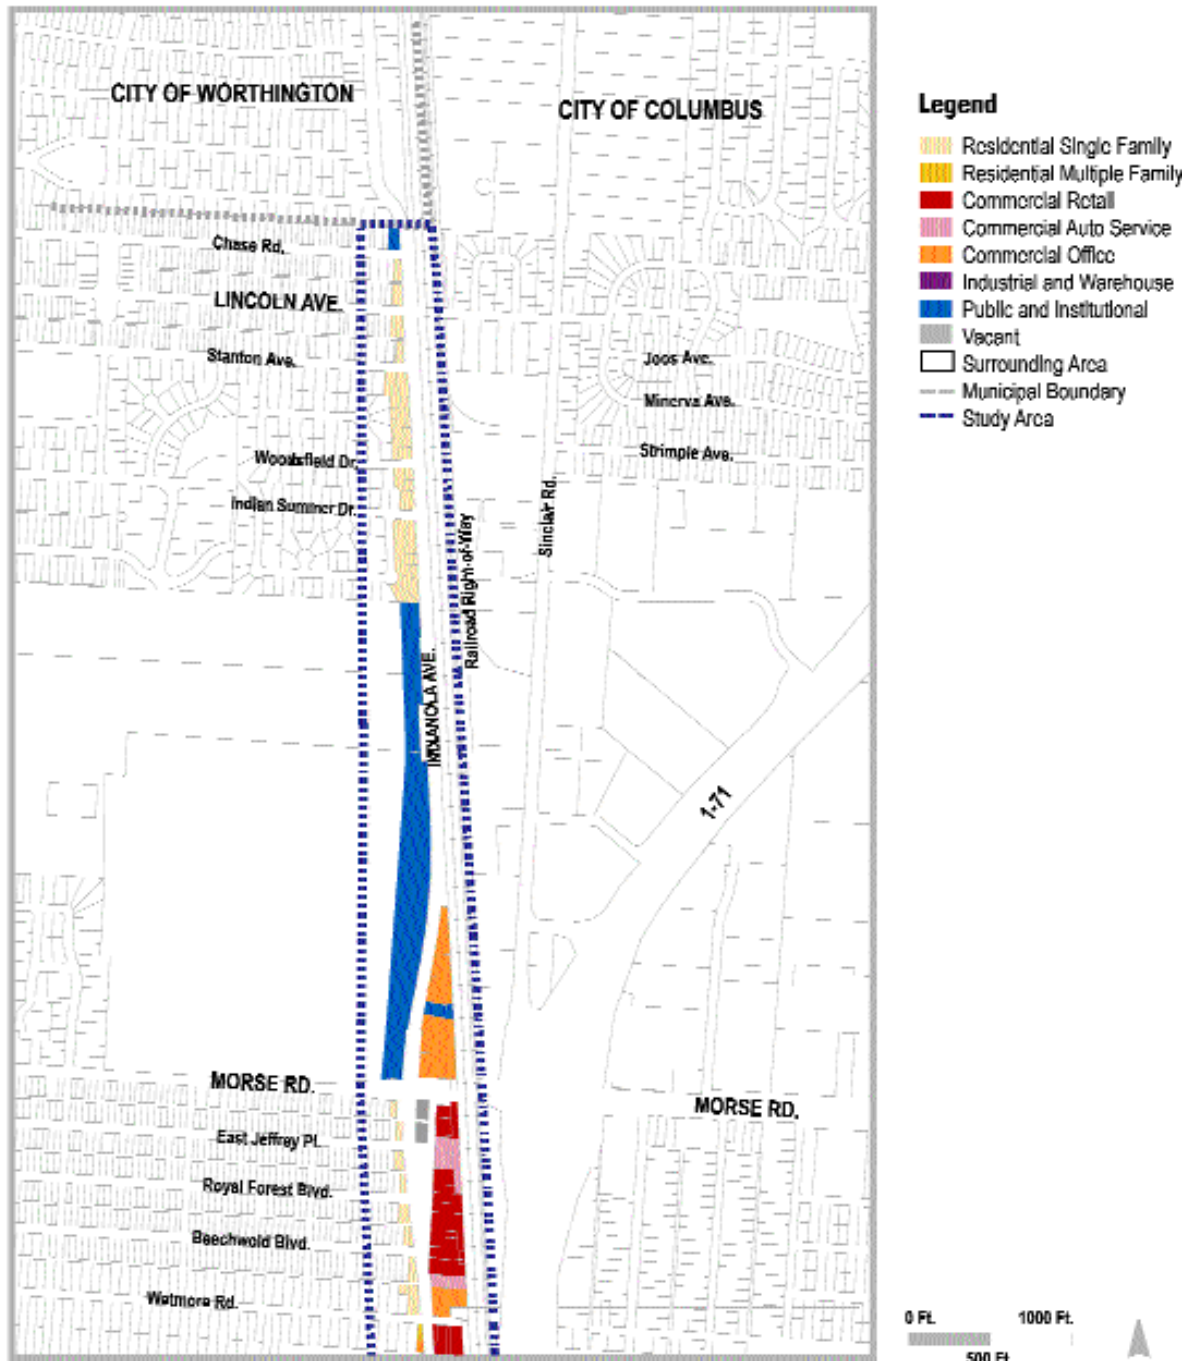 CITY OF WORTHINGTON
CITY OF COLUMBUS
Legend
Residential Single Family
Residential Multiple Family
Commercial Retail
Commercial Auto Service
Commercial Office
Industrial and Warehouse
Public and Institutional
Vacant
Surrounding Area
Municipal Boundary
Study Area
Chase Rd.
LINCOLN AVE.
Stanton Ave.
Joos Ave.
Minerva Ave.
Strimple Ave.
Woodsfield Dr.
Indian Summer Dr.
Sinclair Rd.
Railroad Right-of-Way
INDIANOLA AVE.
I-71
MORSE RD.
MORSE RD.
East Jeffrey Pl.
Royal Forest Blvd.
Beechwold Blvd.
Wetmore Rd.
0 Ft.
1000 Ft.
500 Ft